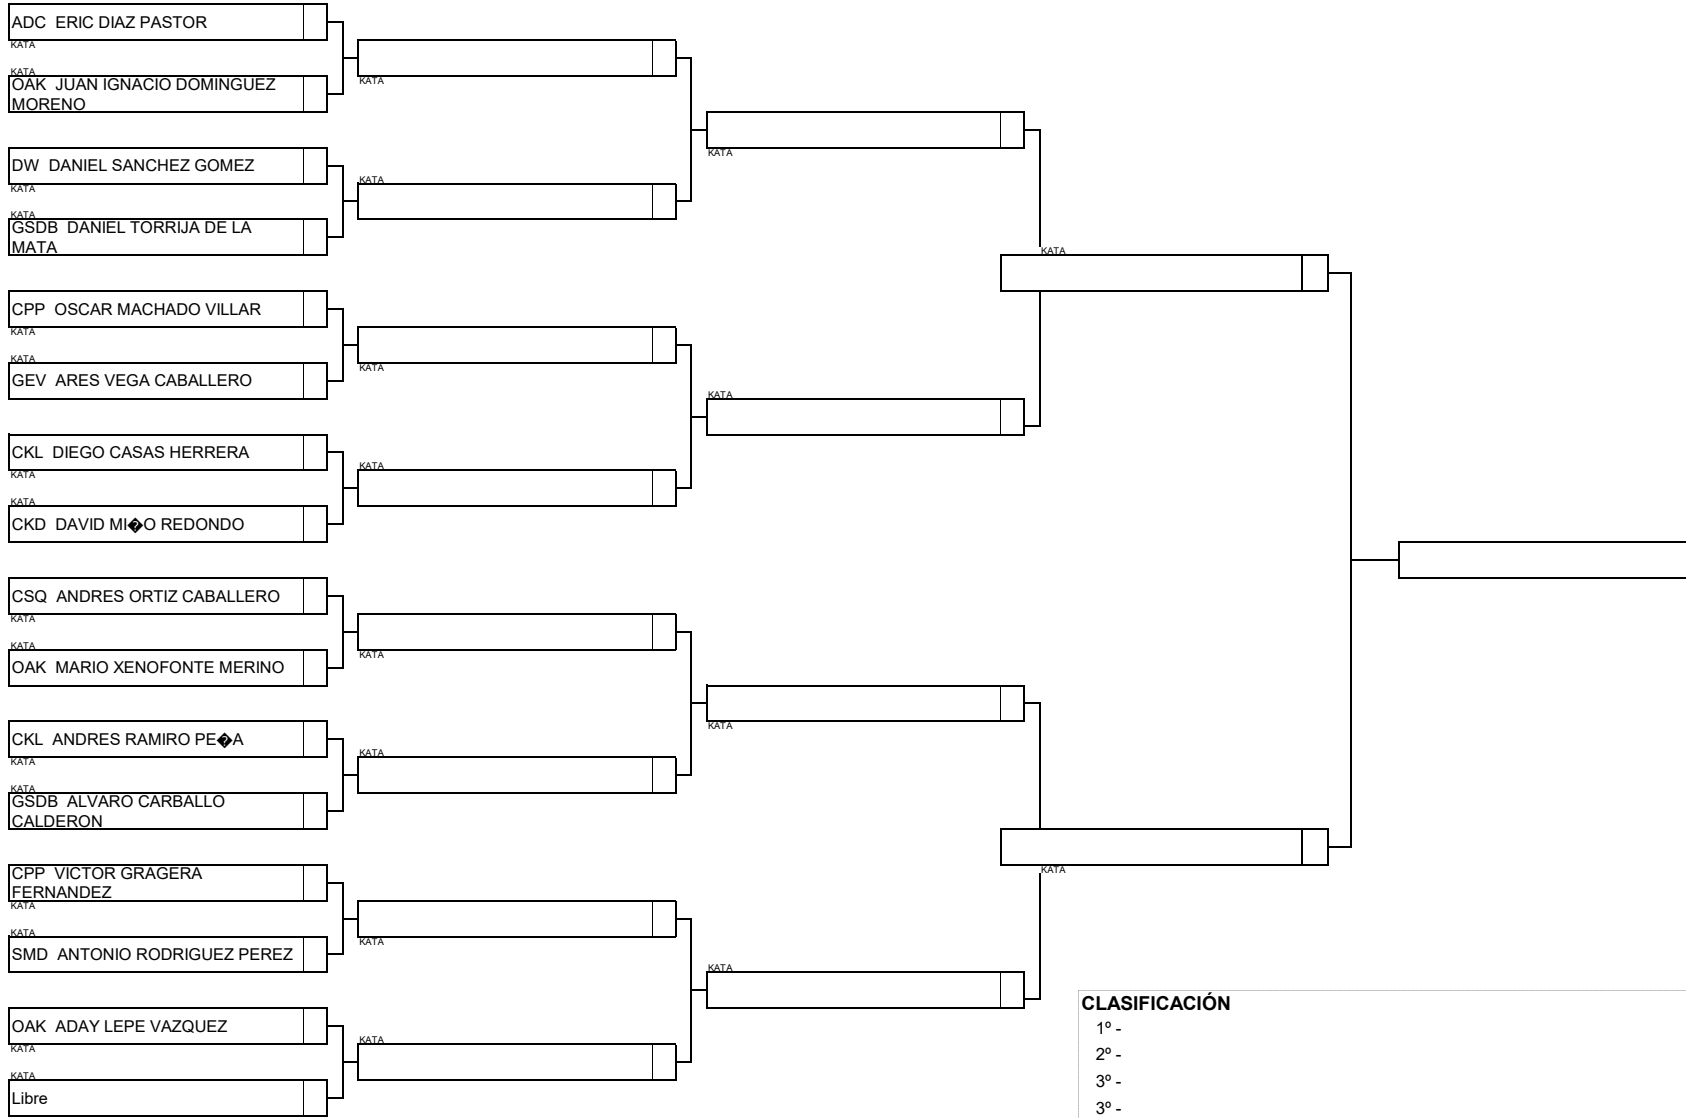 ADC ERIC DIAZ PASTOR
KATA
KATA
OAK JUAN IGNACIO DOMINGUEZ
MORENO
DW DANIEL SANCHEZ GOMEZ
KATA
KATA
GSDB DANIEL TORRIJA DE LA
MATA
CPP OSCAR MACHADO VILLAR
KATA
KATA
GEV ARES VEGA CABALLERO
CKL DIEGO CASAS HERRERA
KATA
KATA
CKD DAVID MI�O REDONDO
CSQ ANDRES ORTIZ CABALLERO
KATA
KATA
OAK MARIO XENOFONTE MERINO
CKL ANDRES RAMIRO PE�A
KATA
KATA
GSDB ALVARO CARBALLO
CALDERON
CPP VICTOR GRAGERA
FERNANDEZ
KATA
KATA
SMD ANTONIO RODRIGUEZ PEREZ
OAK ADAY LEPE VAZQUEZ
KATA
KATA
Libre
KATA
KATA
KATA
KATA
KATA
KATA
KATA
KATA
KATA
KATA
KATA
KATA
KATA
KATA
CLASIFICACIÓN
1º -
2º -
3º -
3º -